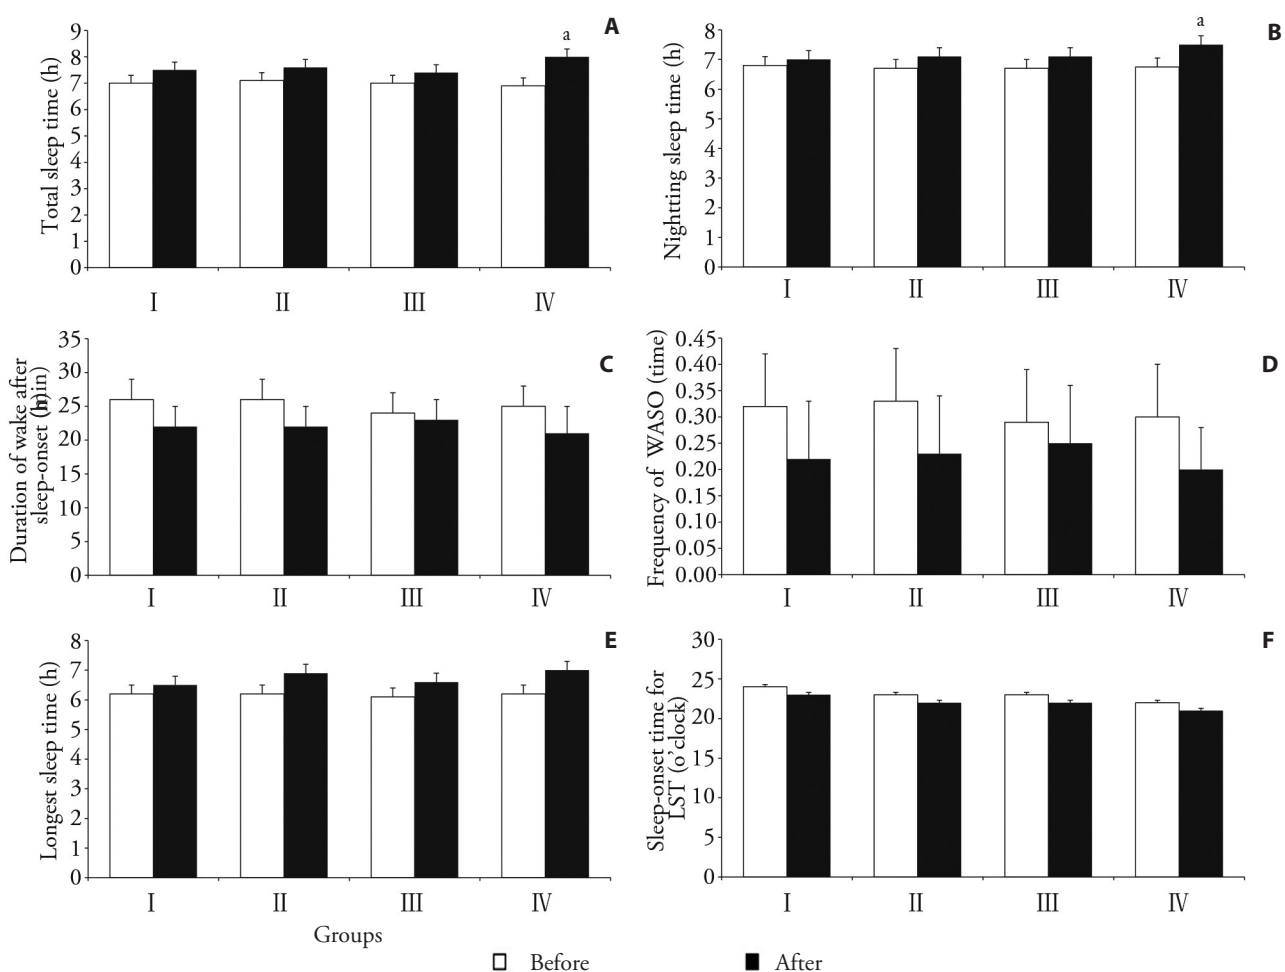 A
Total sleep time (h)
9
8
7
6
5
4
3
2
1
0
a
I II III IV
B
Nightting sleep time (h)
8
7
6
5
4
3
2
1
0
a
I II III IV
C
Duration of wake after
sleep-onset (min)
35
30
25
20
15
10
5
0
I II III IV
D
Frequency of WASO (time)
0.45
0.40
0.35
0.30
0.25
0.20
0.15
0.10
0.05
0.00
I II III IV
E
Longest sleep time (h)
8
7
6
5
4
3
2
1
0
I II III IV
Groups
F
Sleep-onset time for
LST (o'clock)
30
25
20
15
10
5
0
I II III IV
Before After